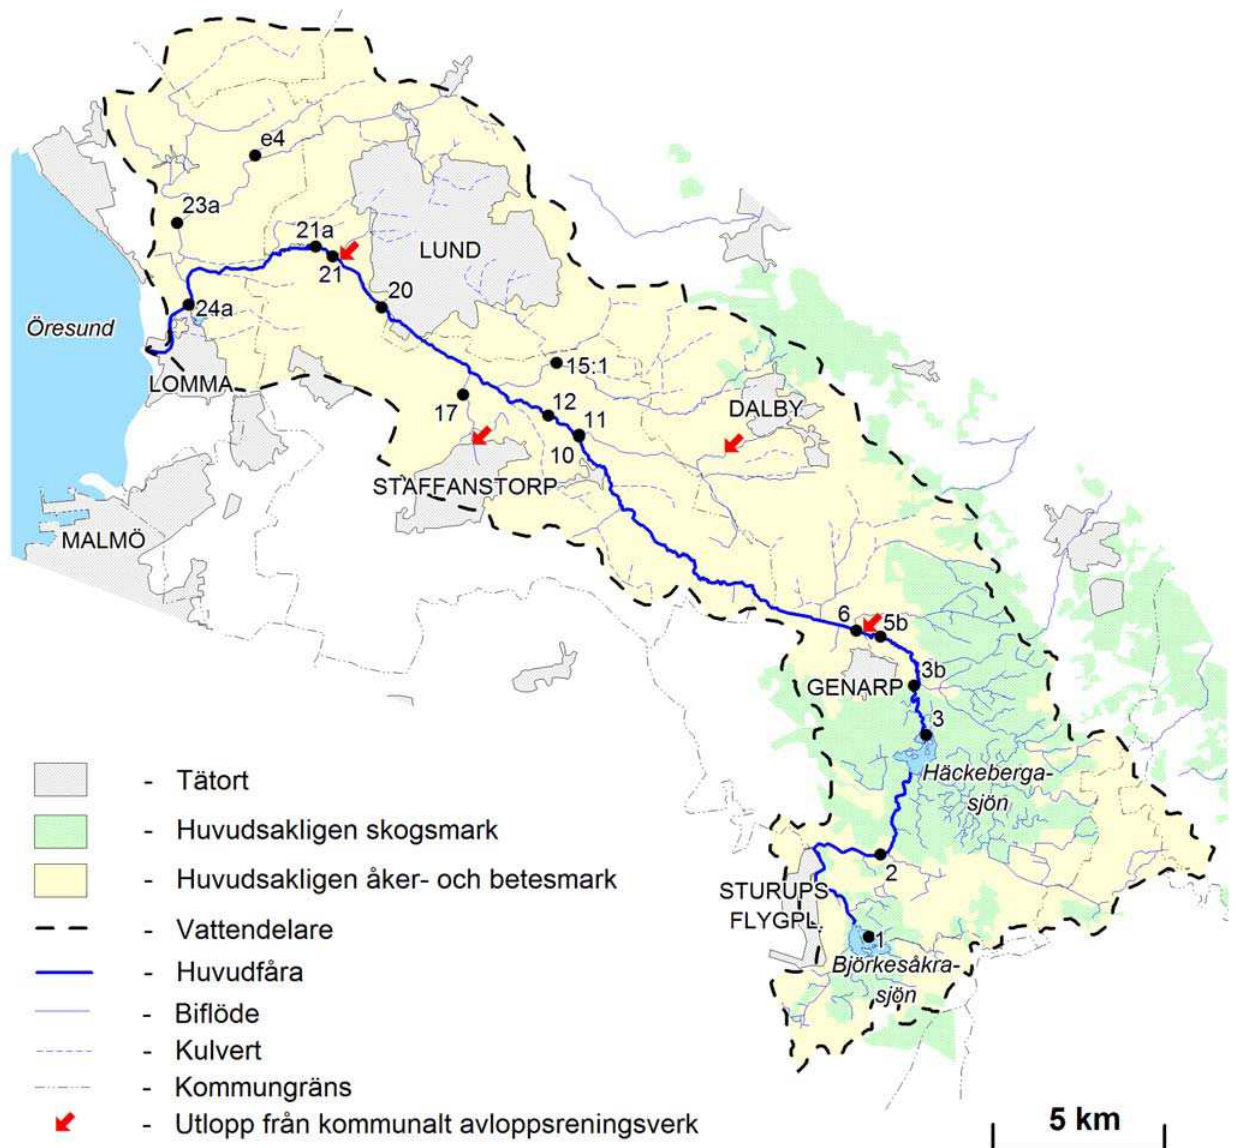 e4
23a
21a
21
LUND
20
24a
Öresund
LOMMA
15:1
17
12
11
10
DALBY
STAFFANSTORP
MALMÖ
6
5b
3b
GENARP
3
Häckeberga-
sjön
2
STURUPS
FLYGPL.
1
Björkesåkra-
sjön
- Tätort
- Huvudsakligen skogsmark
- Huvudsakligen åker- och betesmark
- Vattendelare
- Huvudfåra
- Biflöde
- Kulvert
- Kommungräns
- Utlopp från kommunalt avloppsreningsverk
5 km